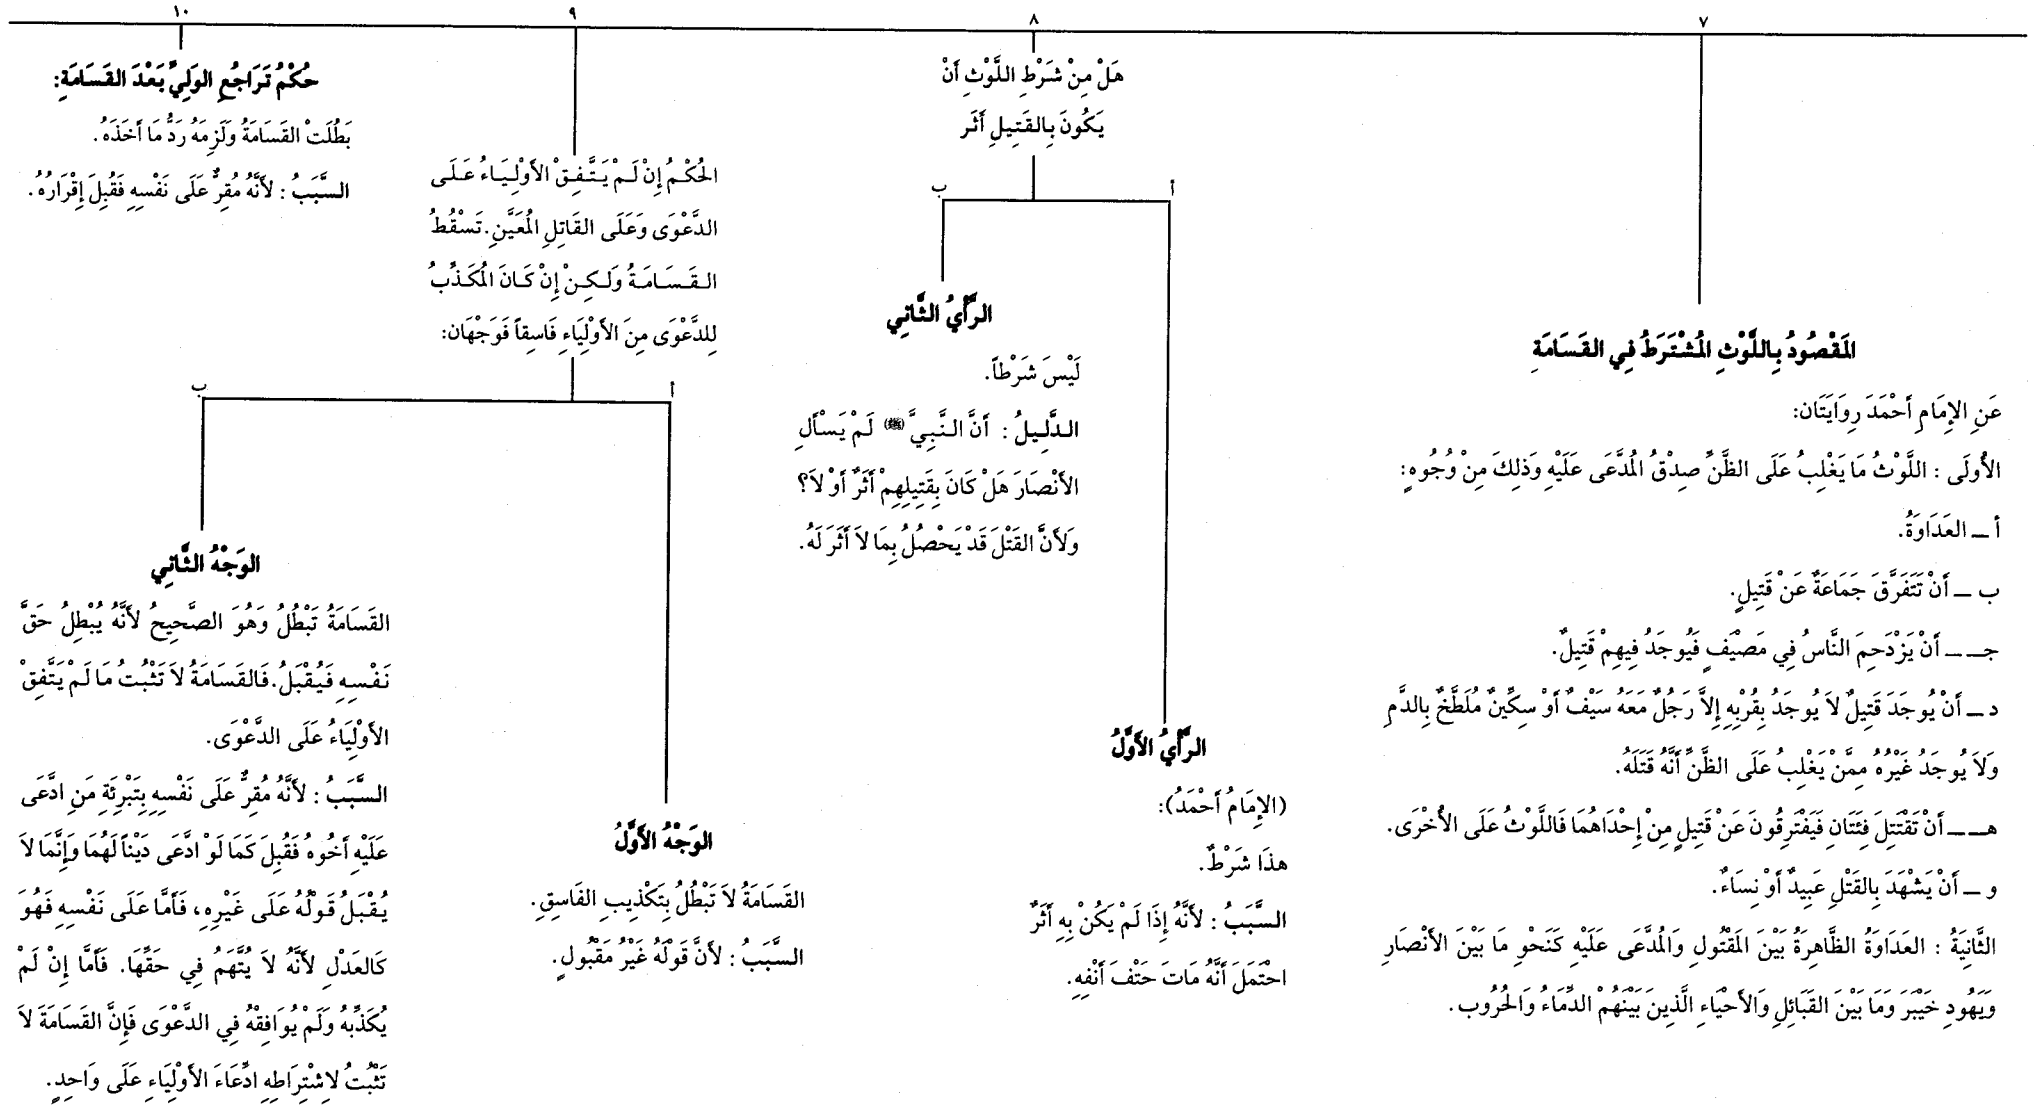 ٧
المَقْصُودُ بِاللَّوْثِ المُشْتَرَطُ فِي القَسَامَةِ
عَنِ الإِمَامِ أَحْمَدَ رِوَايَتَان:
الأُولَى : اللَّوْثُ مَا يَغْلِبُ عَلَى الظَّنِّ صِدْقُ المُدَّعَى عَلَيْهِ وَذلِكَ مِنْ وُجُوهٍ:
أ ــ العَدَاوَةُ.
ب ــ أَنْ تَتَفَرَّقَ جَمَاعَةٌ عَنْ قَتِيلٍ.
جـ ــ أَنْ يَزْدَحِمَ النَّاسُ فِي مَصْيَفٍ فَيُوجَدُ فِيهِمْ قَتِيلٌ.
د ــ أَنْ يُوجَدَ قَتِيلٌ لاَ يُوجَدُ بِقُرْبِهِ إِلاَّ رَجُلٌ مَعَهُ سَيْفٌ أَوْ سِكِّينٌ مُلَطَّخٌ بِالدَّمِ
وَلاَ يُوجَدُ غَيْرُهُ مِمَّنْ يَغْلِبُ عَلَى الظَّنِّ أَنَّهُ قَتَلَهُ.
هـ ــ أَنْ تَقْتَتِلَ فِئَتَانِ فَيَفْتَرِقُونَ عَنْ قَتِيلٍ مِنْ إِحْدَاهُمَا فَاللَّوْثُ عَلَى الأُخْرَى.
و ــ أَنْ يَشْهَدَ بِالقَتْلِ عَبِيدٌ أَوْ نِسَاءٌ.
الثَّانِيَةُ : العَدَاوَةُ الظَّاهِرَةُ بَيْنَ المَقْتُولِ وَالمُدَّعَى عَلَيْهِ كَنَحْوِ مَا بَيْنَ الأَنْصَارِ
وَيَهُودِ خَيْبَرَ وَمَا بَيْنَ القَبَائِلِ وَالأَحْيَاءِ الَّذِينَ بَيْنَهُمْ الدِّمَاءُ وَالحُرُوب.
٨
هَلْ مِنْ شَرْطِ اللَّوْثِ أَنْ
يَكُونَ بِالقَتِيلِ أَثَر
أ
الرَّأْيُ الأَوَّلُ
(الإِمَامُ أَحْمَدُ):
هذَا شَرْطٌ.
السَّبَبُ : لأَنَّهُ إِذَا لَمْ يَكُنْ بِهِ أَثَرٌ
احْتَمَلَ أَنَّهُ مَاتَ حَتْفَ أَنْفِهِ.
ب
الرَّأْيُ الثَّانِي
لَيْسَ شَرْطاً.
الدَّلِيلُ : أَنَّ النَّبِيَّ ﷺ لَمْ يَسْأَلِ
الأَنْصَارَ هَلْ كَانَ بِقَتِيلِهِمْ أَثَرٌ أَوْ لاَ؟
وَلأَنَّ القَتْلَ قَدْ يَحْصُلُ بِمَا لاَ أَثَرَ لَهُ.
٩
الحُكْمُ إِنْ لَمْ يَتَّفِقْ الأَوْلِيَاءُ عَلَى
الدَّعْوَى وَعَلَى القَاتِلِ المُعَيَّنِ. تَسْقُطُ
القَسَامَةُ وَلكِنْ إِنْ كَانَ المُكَذِّبُ
لِلدَّعْوَى مِنَ الأَوْلِيَاءِ فَاسِقاً فَوَجْهَان:
أ
الوَجْهُ الأَوَّلُ
القَسَامَةُ لاَ تَبْطُلُ بِتَكْذِيبِ الفَاسِقِ.
السَّبَبُ : لأَنَّ قَوْلَهُ غَيْرُ مَقْبُولٍ.
ب
الوَجْهُ الثَّانِي
القَسَامَةُ تَبْطُلُ وَهُوَ الصَّحِيحُ لأَنَّهُ يُبْطِلُ حَقَّ
نَفْسِهِ فَيُقْبَلُ. فَالقَسَامَةُ لاَ تَثْبُتُ مَا لَمْ يَتَّفِقْ
الأَوْلِيَاءُ عَلَى الدَّعْوَى.
السَّبَبُ : لأَنَّهُ مُقِرٌّ عَلَى نَفْسِهِ بِتَبْرِئَةِ مَنِ ادَّعَى
عَلَيْهِ أَخُوهُ فَقُبِلَ كَمَا لَوْ ادَّعَى دَيْناً لَهُمَا وَإِنَّمَا لاَ
يُقْبَلُ قَوْلُهُ عَلَى غَيْرِهِ، فَأَمَّا عَلَى نَفْسِهِ فَهُوَ
كَالعَدْلِ لأَنَّهُ لاَ يُتَّهَمُ فِي حَقِّهَا. فَأَمَّا إِنْ لَمْ
يُكَذِّبْهُ وَلَمْ يُوَافِقْهُ فِي الدَّعْوَى فَإِنَّ القَسَامَةَ لاَ
تَثْبُتُ لاِشْتِرَاطِهِ ادِّعَاءَ الأَوْلِيَاءِ عَلَى وَاحِدٍ.
١٠
حُكْمُ تَرَاجُعِ الوَلِيِّ بَعْدَ القَسَامَةِ:
بَطُلَتْ القَسَامَةُ وَلَزِمَهُ رَدُّ مَا أَخَذَهُ.
السَّبَبُ : لأَنَّهُ مُقِرٌّ عَلَى نَفْسِهِ فَقُبِلَ إِقْرَارُهُ.